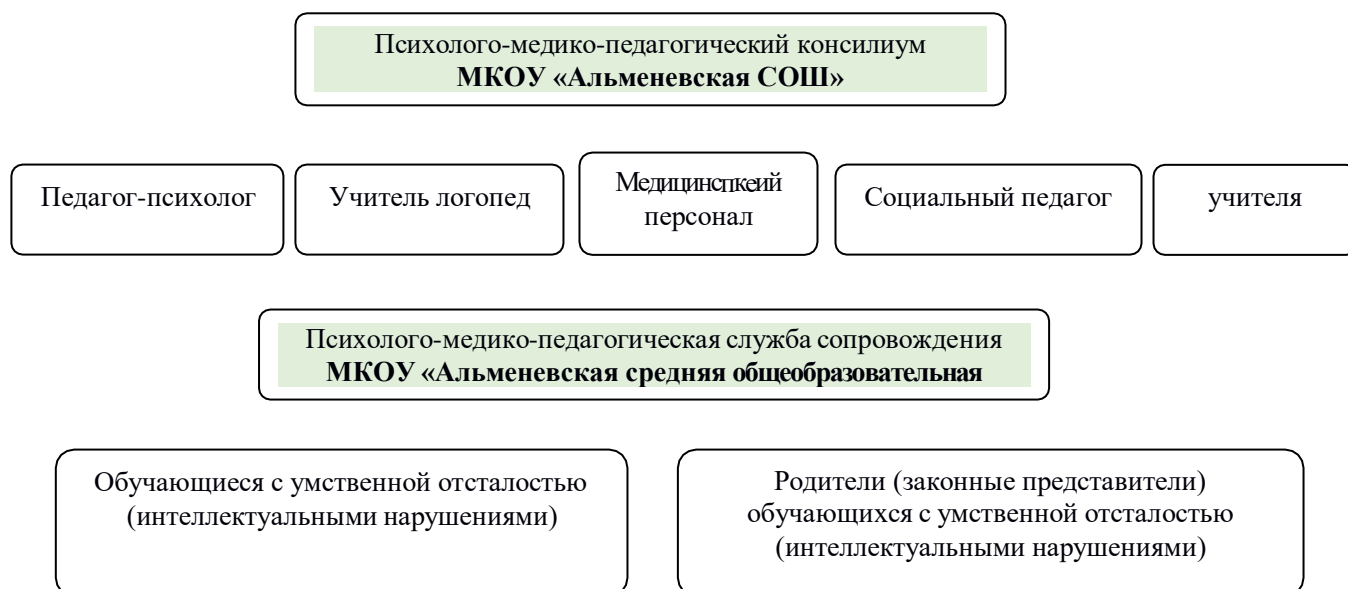 Психолого-медико-педагогический консилиум
МКОУ «Альменевская СОШ»
Педагог-психолог
Учитель логопед
Медицинспкеий
персонал
Социальный педагог
учителя
Психолого-медико-педагогическая служба сопровождения
МКОУ «Альменевская средняя общеобразовательная
Обучающиеся с умственной отсталостью
(интеллектуальными нарушениями)
Родители (законные представители)
обучающихся с умственной отсталостью
(интеллектуальными нарушениями)